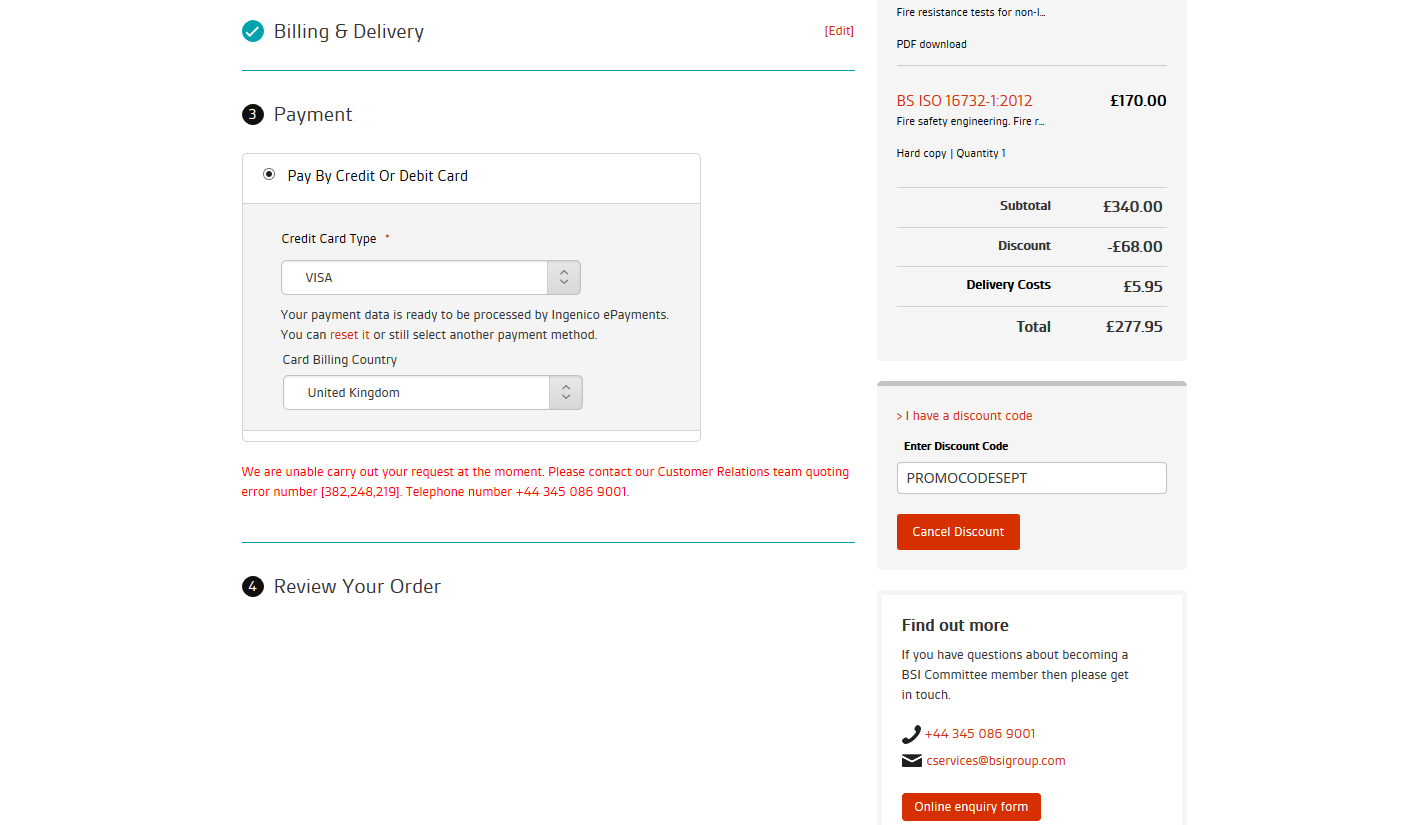 Billing & Delivery
[Edit]
3 Payment
Pay By Credit Or Debit Card
Credit Card Type *
VISA
Your payment data is ready to be processed by Ingenico ePayments.
You can reset it or still select another payment method.
Card Billing Country
United Kingdom
We are unable carry out your request at the moment. Please contact our Customer Relations team quoting
error number [382,248,219]. Telephone number +44 345 086 9001.
4 Review Your Order
Fire resistance tests for non-l...
PDF download
BS ISO 16732-1:2012 £170.00
Fire safety engineering. Fire r...
Hard copy | Quantity 1
Subtotal £340.00
Discount -£68.00
Delivery Costs £5.95
Total £277.95
> I have a discount code
Enter Discount Code
PROMOCODESEPT
Cancel Discount
Find out more
If you have questions about becoming a
BSI Committee member then please get
in touch.
+44 345 086 9001
cservices@bsigroup.com
Online enquiry form